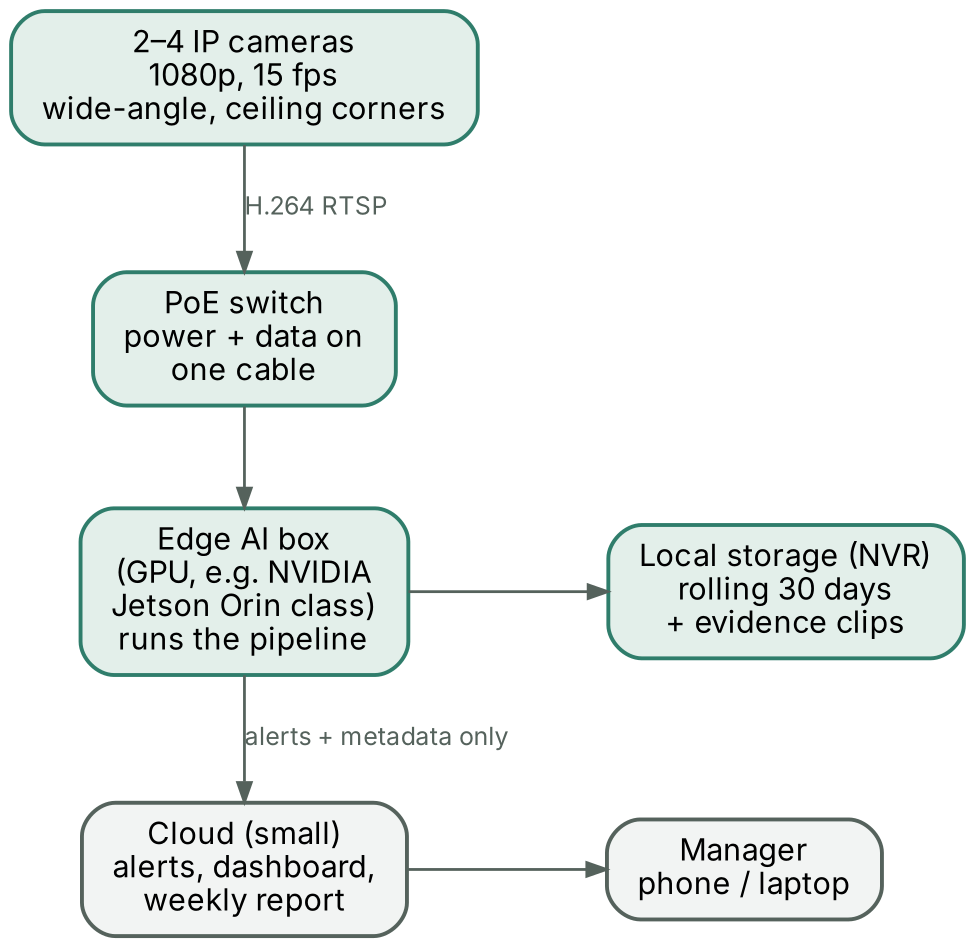 2–4 IP cameras
1080p, 15 fps
wide-angle, ceiling corners
H.264 RTSP
PoE switch
power + data on
one cable
Edge AI box
(GPU, e.g. NVIDIA
Jetson Orin class)
runs the pipeline
Local storage (NVR)
rolling 30 days
+ evidence clips
alerts + metadata only
Cloud (small)
alerts, dashboard,
weekly report
Manager
phone / laptop